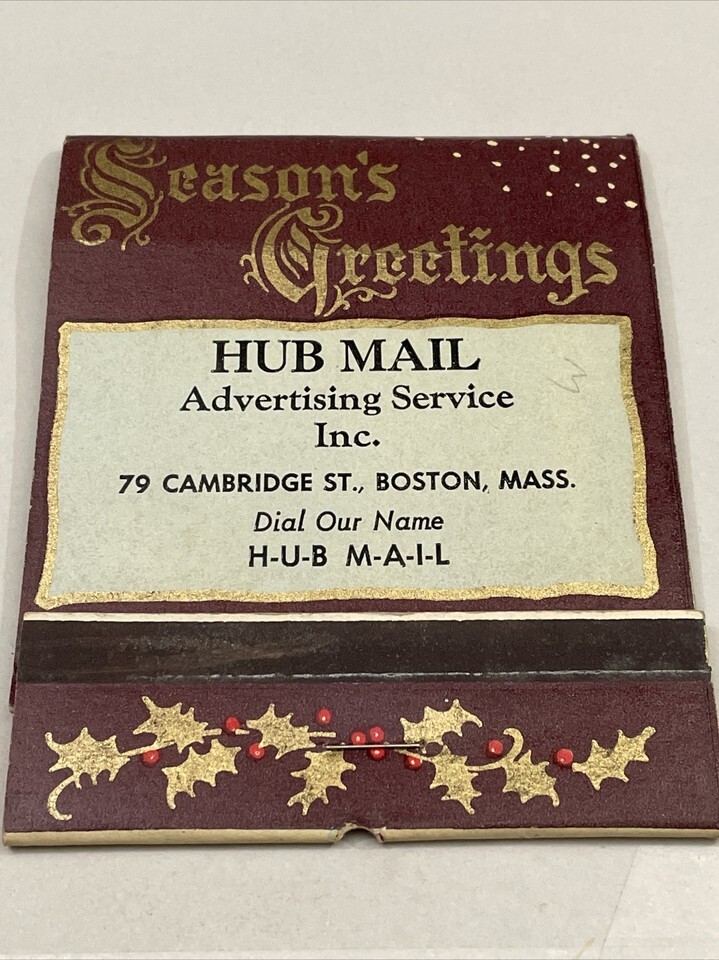 Season's
Greetings
HUB MAIL
Advertising Service
Inc.
79 CAMBRIDGE ST., BOSTON, MASS.
Dial Our Name
H-U-B M-A-I-L